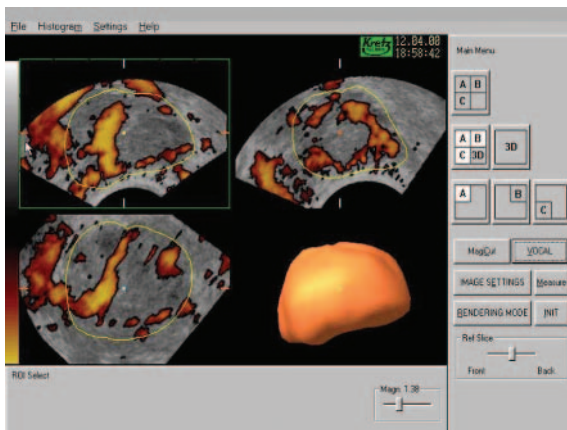 File Histogram Settings Help
Kretz 12.04.00
18:58:42
Main Menu
A B
C
A B
C 3D
3D
A
B
C
MagiCut VOCAL
IMAGE SETTINGS Measure
RENDERING MODE INIT
Ref.Slice
Front Back
ROI Select
Magn. 1.38